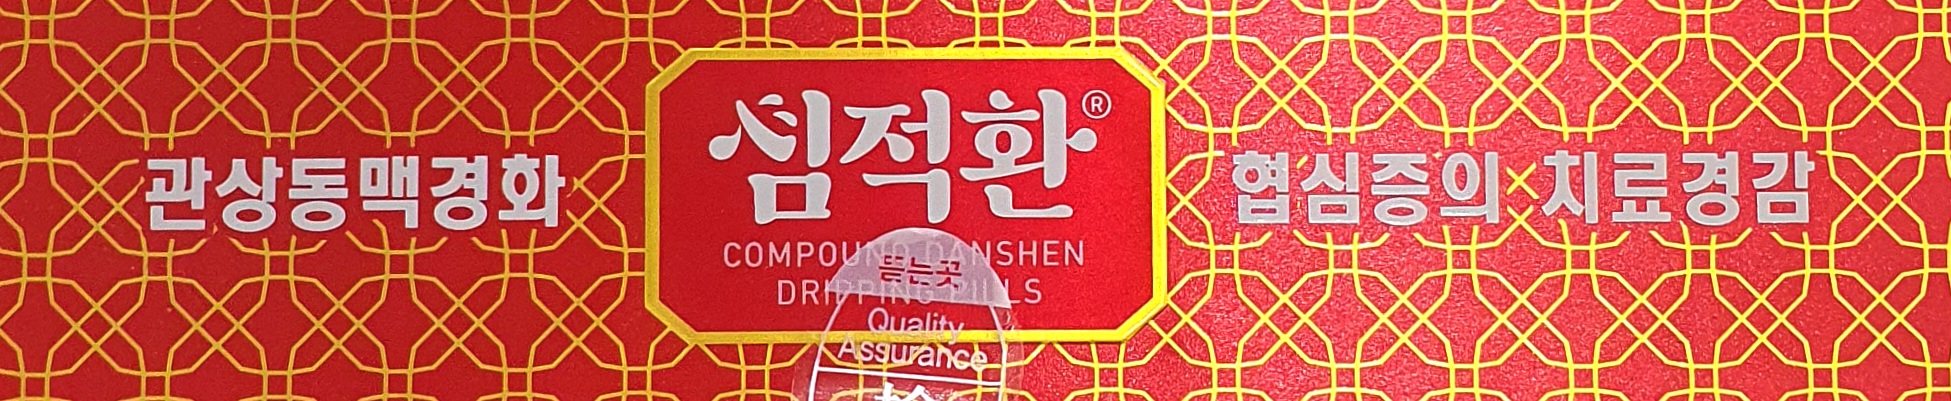 관상동맥경화
심적환®
COMPOUND DANSHEN
DRIPPING PILLS
협심증의 치료경감
뜯는곳
Quality
Assurance